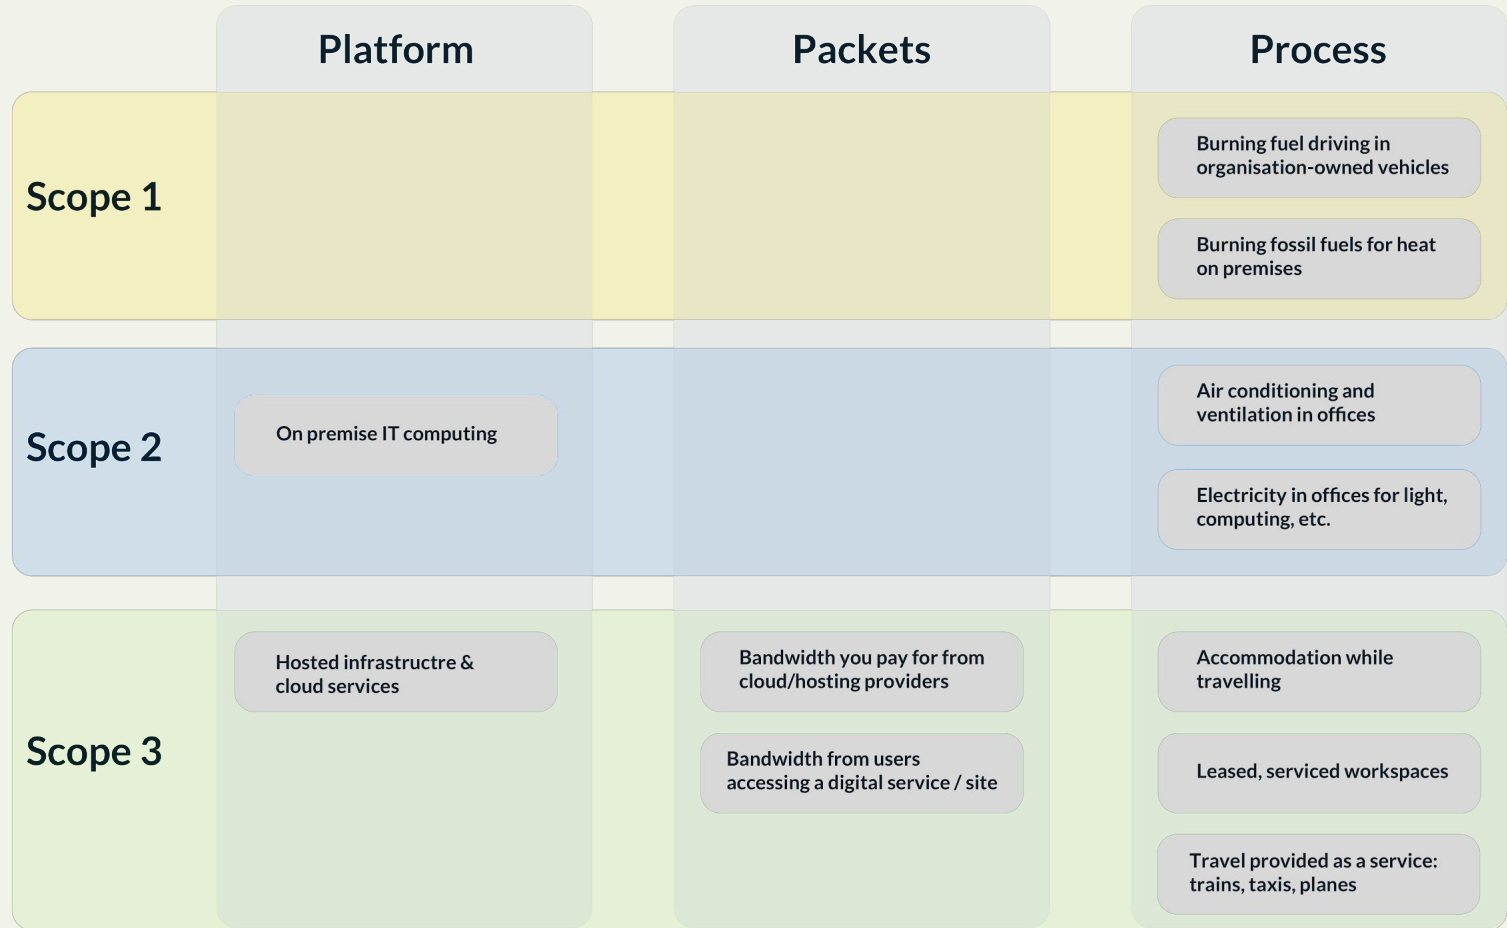 Platform
Packets
Process
Scope 1
Burning fuel driving in
organisation-owned vehicles
Burning fossil fuels for heat
on premises
Scope 2
On premise IT computing
Air conditioning and
ventilation in offices
Electricity in offices for light,
computing, etc.
Scope 3
Hosted infrastructre &
cloud services
Bandwidth you pay for from
cloud/hosting providers
Bandwidth from users
accessing a digital service / site
Accommodation while
travelling
Leased, serviced workspaces
Travel provided as a service:
trains, taxis, planes